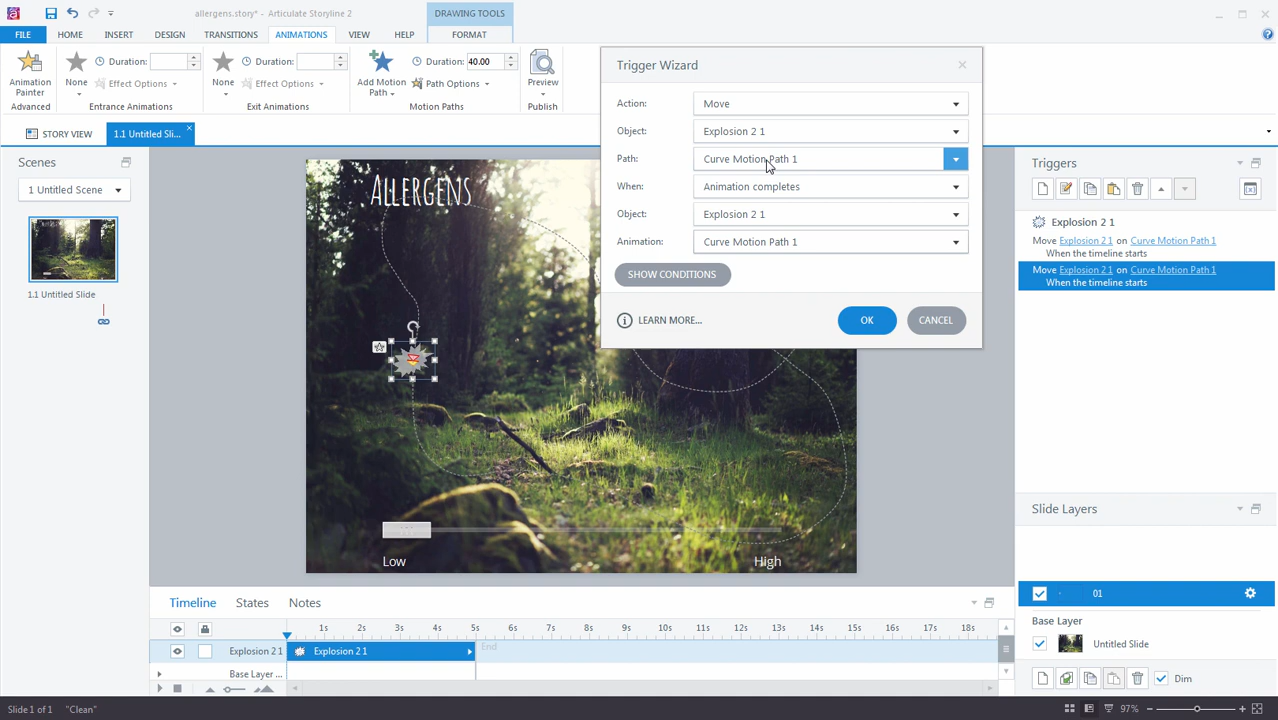 allergens.story* - Articulate Storyline 2
DRAWING TOOLS
FILE HOME INSERT DESIGN TRANSITIONS ANIMATIONS VIEW HELP FORMAT
None Duration: None Duration: Duration: 40.00
Animation Painter Effect Options Effect Options Add Motion Path Path Options Preview
Advanced Entrance Animations Exit Animations Motion Paths Publish
STORY VIEW 1.1 Untitled Sli...
Scenes
1 Untitled Scene
1.1 Untitled Slide
ALLERGENS
Low High
Trigger Wizard
Action: Move
Object: Explosion 2 1
Path: Curve Motion Path 1
When: Animation completes
Object: Explosion 2 1
Animation: Curve Motion Path 1
SHOW CONDITIONS
LEARN MORE... OK CANCEL
Triggers
Explosion 2 1
Move Explosion 2 1 on Curve Motion Path 1
When the timeline starts
Move Explosion 2 1 on Curve Motion Path 1
When the timeline starts
Slide Layers
01
Base Layer
Untitled Slide
Dim
Timeline States Notes
1s 2s 3s 4s 5s 6s 7s 8s 9s 10s 11s 12s 13s 14s 15s 16s 17s 18s
Explosion 2 1 Explosion 2 1 End
Base Layer ...
Slide 1 of 1 "Clean" 97%